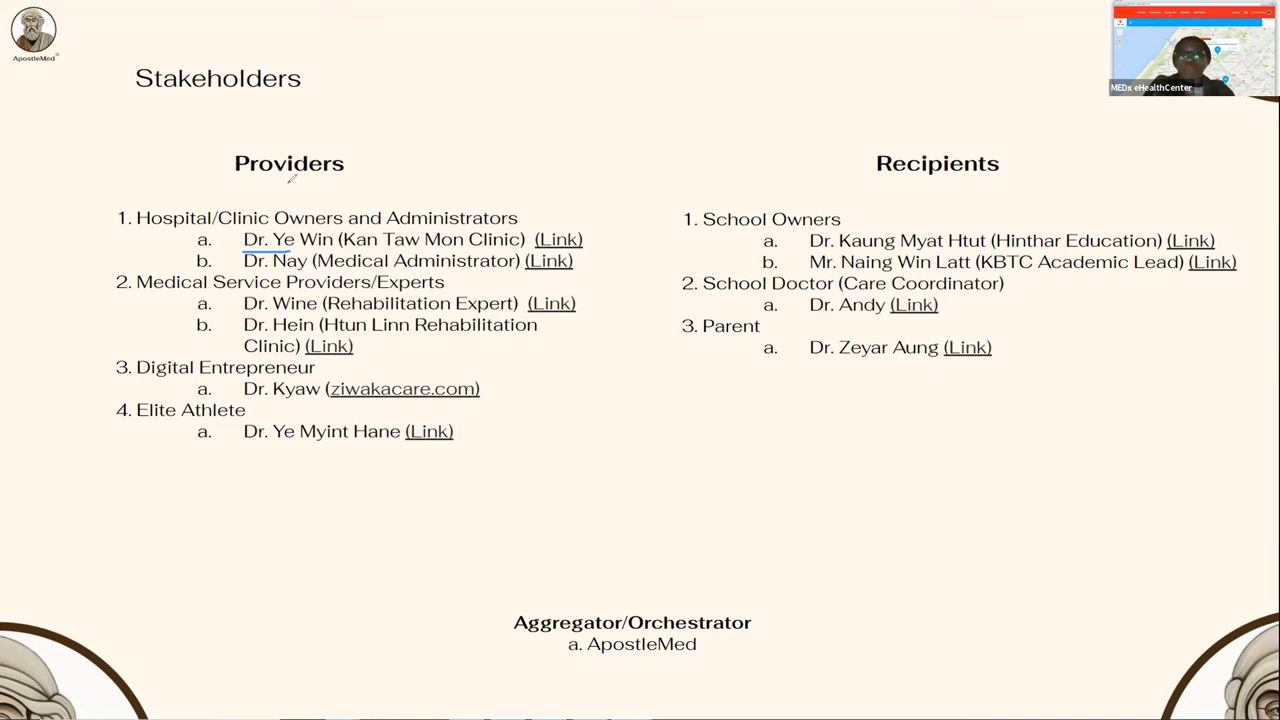 ApostleMed
MEDx eHealthCenter
Stakeholders
Providers
1. Hospital/Clinic Owners and Administrators
a. Dr. Ye Win (Kan Taw Mon Clinic) (Link)
b. Dr. Nay (Medical Administrator) (Link)
2. Medical Service Providers/Experts
a. Dr. Wine (Rehabilitation Expert) (Link)
b. Dr. Hein (Htun Linn Rehabilitation
Clinic) (Link)
3. Digital Entrepreneur
a. Dr. Kyaw (ziwakacare.com)
4. Elite Athlete
a. Dr. Ye Myint Hane (Link)
Recipients
1. School Owners
a. Dr. Kaung Myat Htut (Hinthar Education) (Link)
b. Mr. Naing Win Latt (KBTC Academic Lead) (Link)
2. School Doctor (Care Coordinator)
a. Dr. Andy (Link)
3. Parent
a. Dr. Zeyar Aung (Link)
Aggregator/Orchestrator
a. ApostleMed